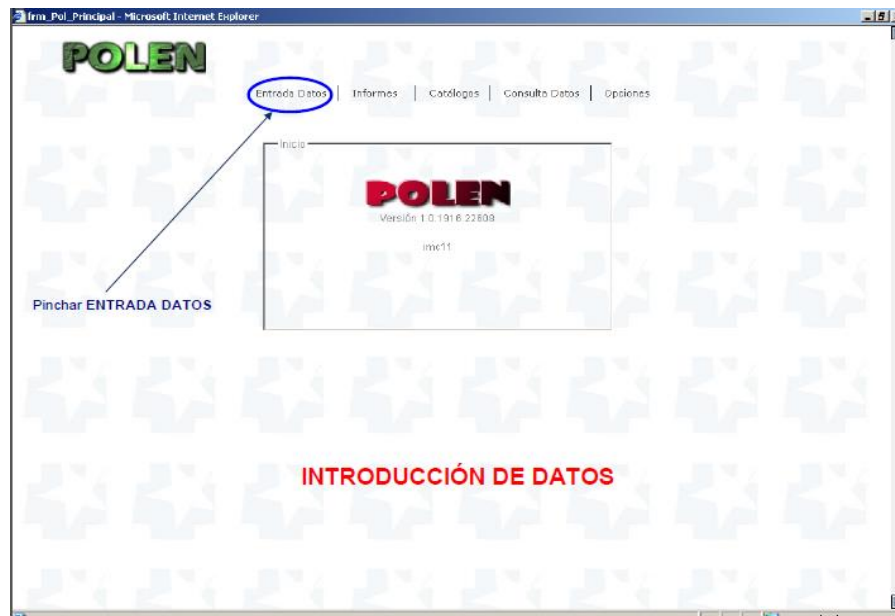 frm_Pol_Principal - Microsoft Internet Explorer
POLEN
Entrada Datos | Informes | Catálogos | Consulta Datos | Opciones
Inicio
POLEN
Versión 1.0.1916.22809
imc11
Pinchar ENTRADA DATOS
INTRODUCCIÓN DE DATOS